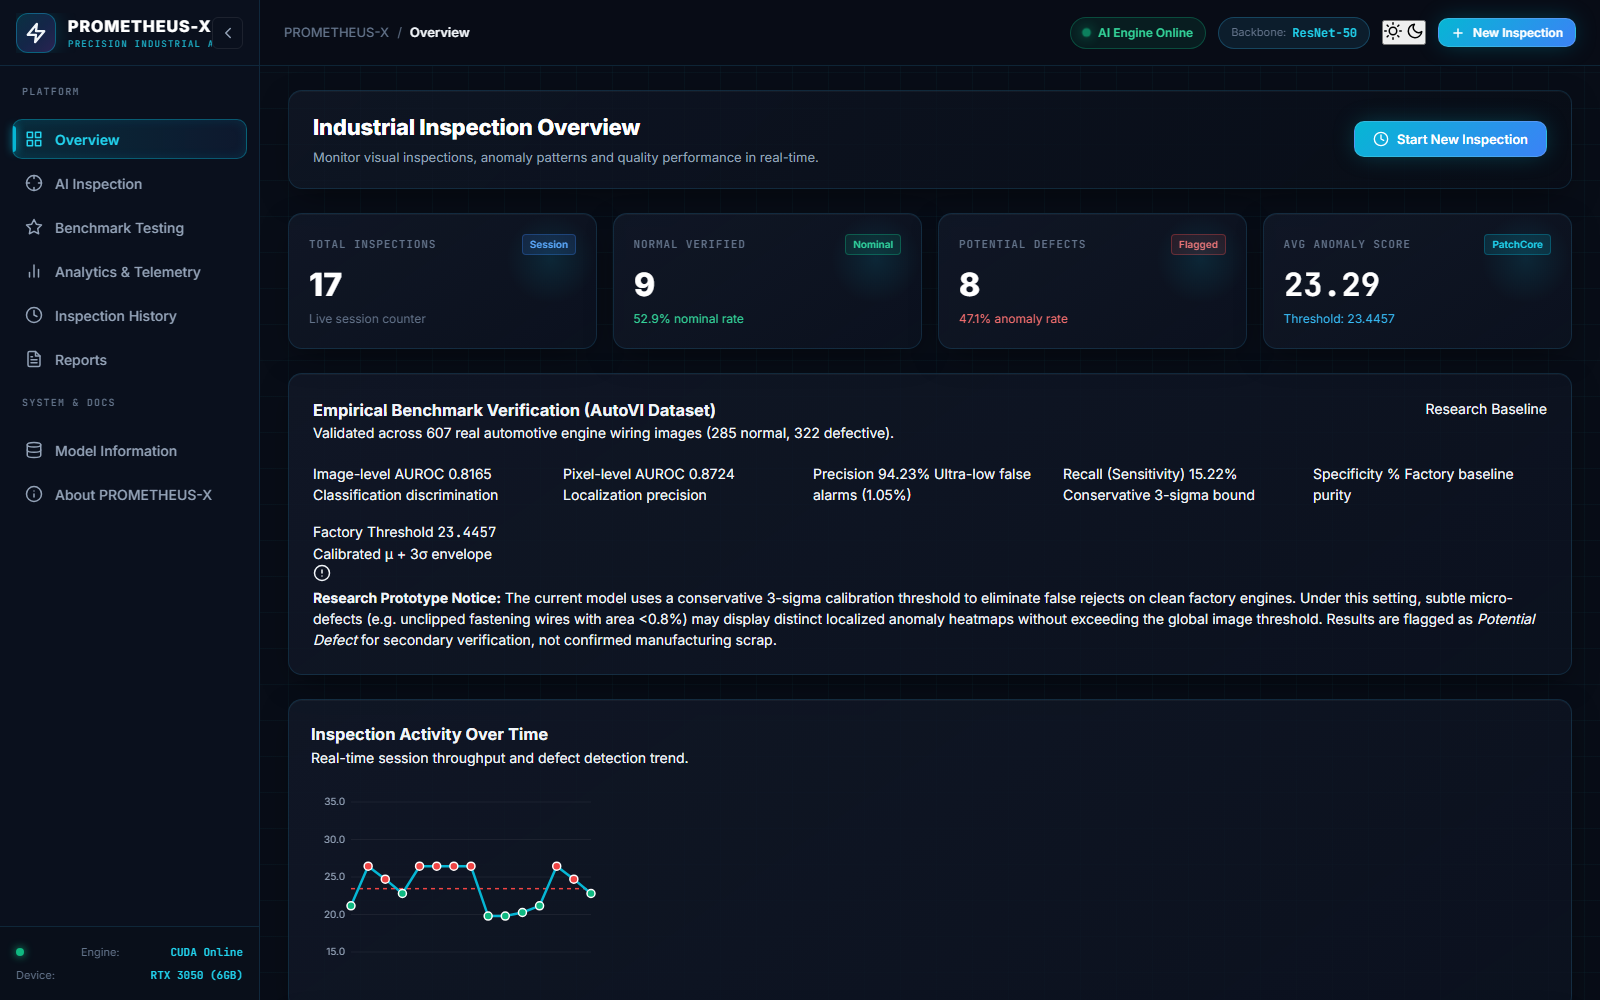 PROMETHEUS-X
PRECISION INDUSTRIAL
PLATFORM
Overview
AI Inspection
Benchmark Testing
Analytics & Telemetry
Inspection History
Reports
SYSTEM & DOCS
Model Information
About PROMETHEUS-X
Engine: CUDA Online
Device: RTX 3050 (6GB)
PROMETHEUS-X / Overview
AI Engine Online
Backbone: ResNet-50
New Inspection
Industrial Inspection Overview
Monitor visual inspections, anomaly patterns and quality performance in real-time.
Start New Inspection
TOTAL INSPECTIONS
Session
17
Live session counter
NORMAL VERIFIED
Nominal
9
52.9% nominal rate
POTENTIAL DEFECTS
Flagged
8
47.1% anomaly rate
AVG ANOMALY SCORE
PatchCore
23.29
Threshold: 23.4457
Empirical Benchmark Verification (AutoVI Dataset)
Research Baseline
Validated across 607 real automotive engine wiring images (285 normal, 322 defective).
Image-level AUROC 0.8165
Classification discrimination
Pixel-level AUROC 0.8724
Localization precision
Precision 94.23% Ultra-low false
alarms (1.05%)
Recall (Sensitivity) 15.22%
Conservative 3-sigma bound
Specificity % Factory baseline
purity
Factory Threshold 23.4457
Calibrated μ + 3σ envelope
Research Prototype Notice: The current model uses a conservative 3-sigma calibration threshold to eliminate false rejects on clean factory engines. Under this setting, subtle micro-
defects (e.g. unclipped fastening wires with area <0.8%) may display distinct localized anomaly heatmaps without exceeding the global image threshold. Results are flagged as Potential
Defect for secondary verification, not confirmed manufacturing scrap.
Inspection Activity Over Time
Real-time session throughput and defect detection trend.
35.0
30.0
25.0
20.0
15.0